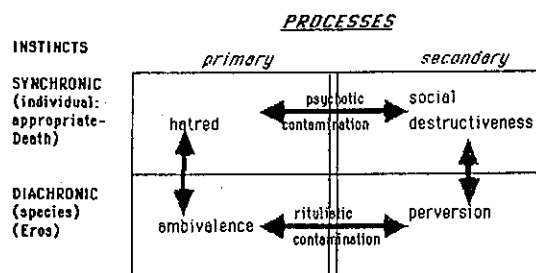 PROCESSES
INSTINCTS
primary
secondary
SYNCHRONIC
(individual:
appropriate-
Death)
hatred
psychotic
contamination
social
destructiveness
DIACHRONIC
(species)
(Eros)
ambivalence
ritulistic
contamination
perversion